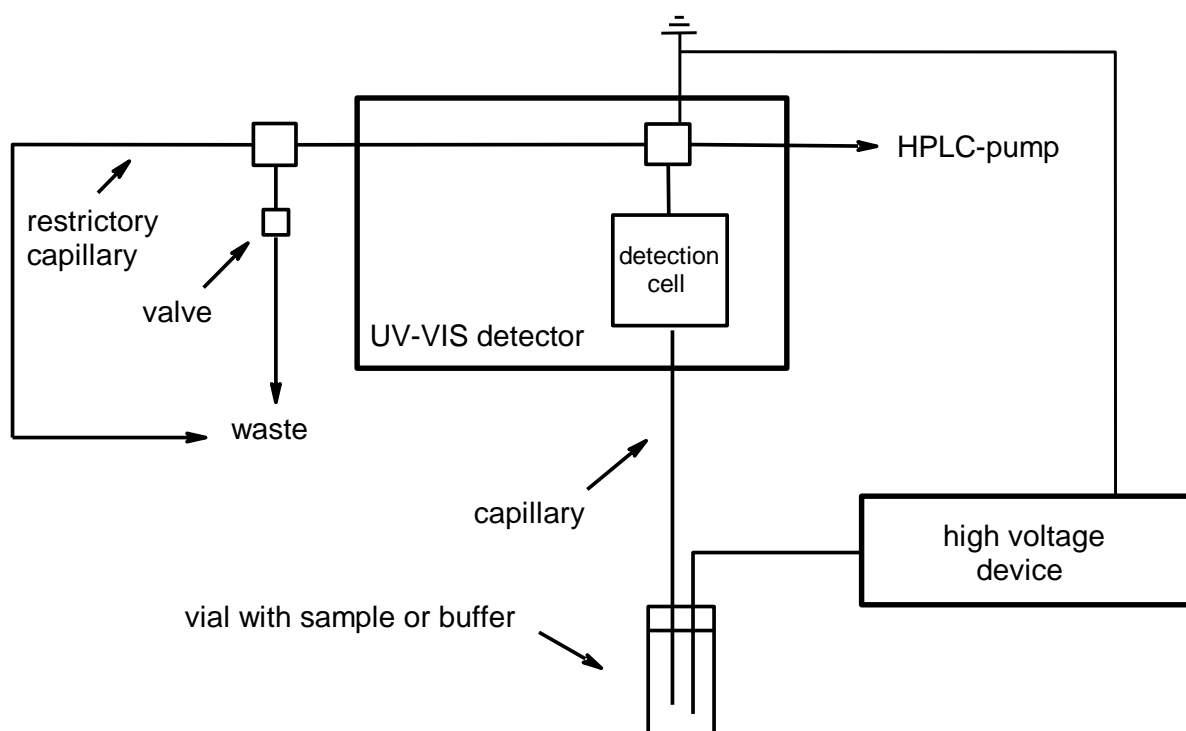 HPLC-pump
restrictory
capillary
detection
cell
valve
UV-VIS detector
waste
capillary
high voltage
device
vial with sample or buffer